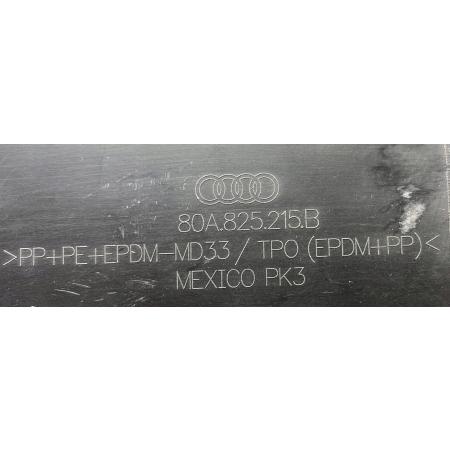 80A.825.215.B
>PP+PE+EPDM-MD33 / TPO (EPDM+PP)<
MEXICO PK3